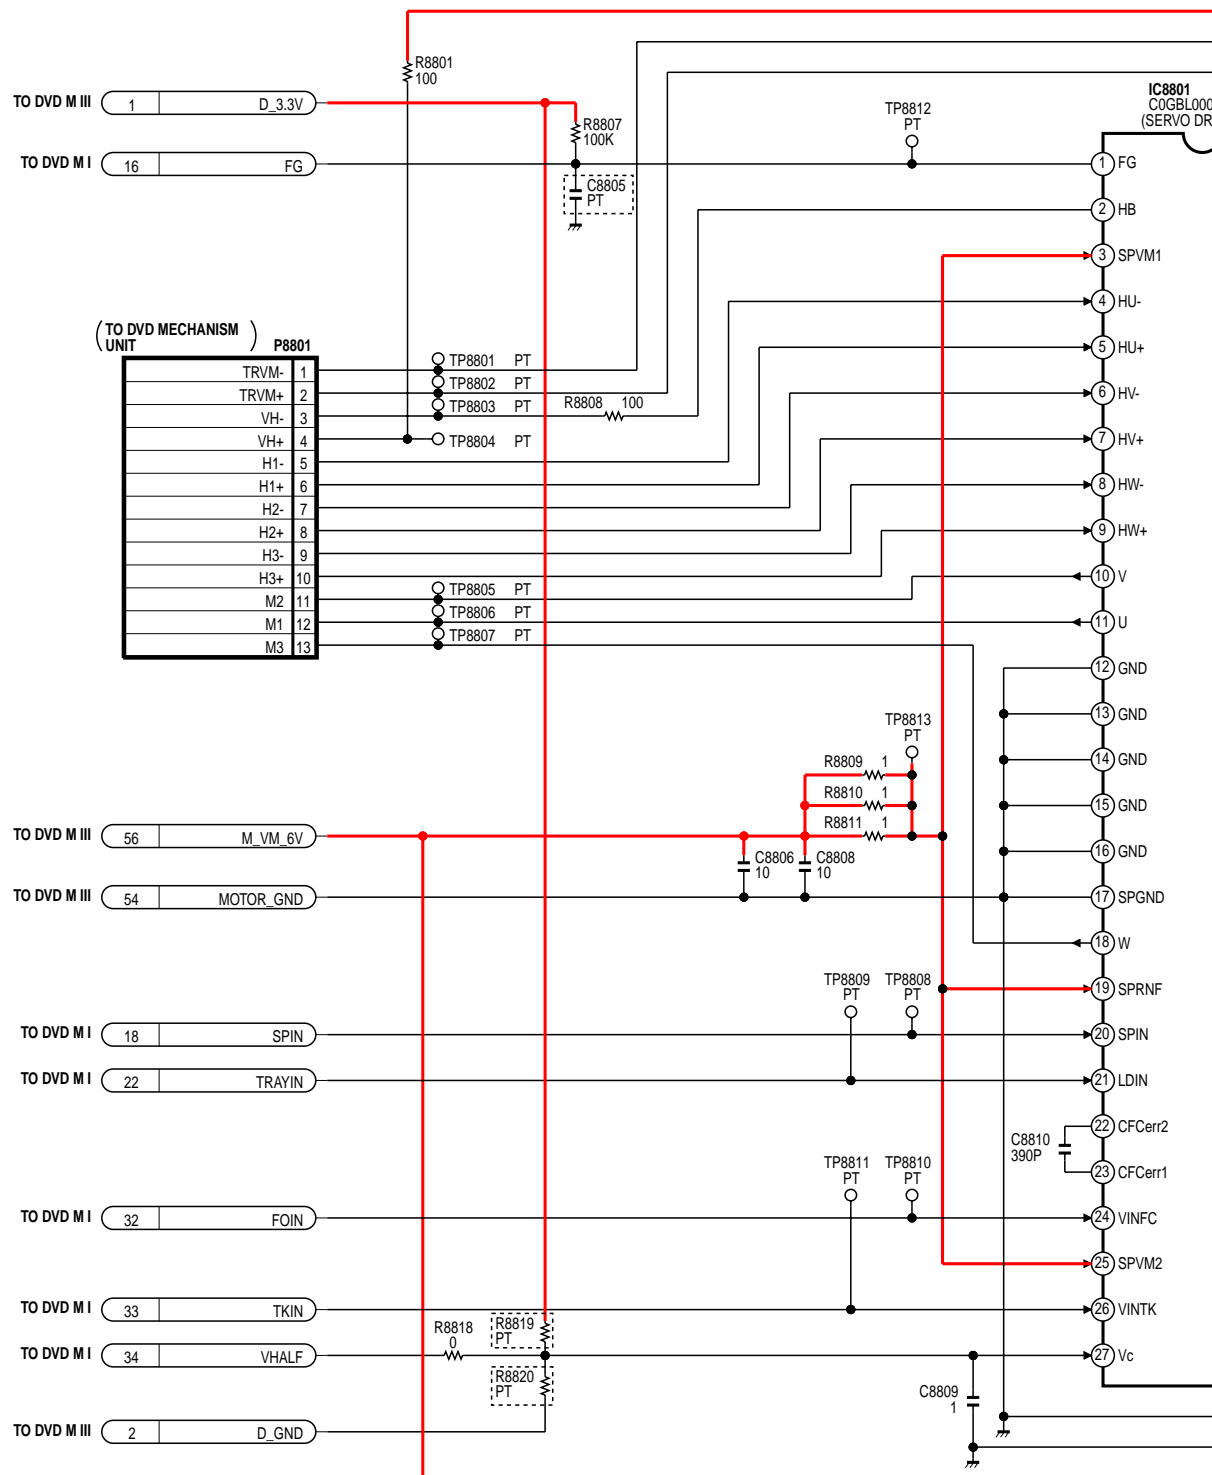 R8801
100
TO DVD M III 1 D_3.3V
R8807
100K
TP8812
PT
IC8801
C0GBL000
(SERVO DR
TO DVD M I 16 FG
1 FG
C8805
PT
2 HB
3 SPVM1
4 HU-
5 HU+
6 HV-
7 HV+
8 HW-
9 HW+
10 V
11 U
12 GND
13 GND
14 GND
15 GND
16 GND
17 SPGND
18 W
19 SPRNF
20 SPIN
21 LDIN
22 CFCerr2
23 CFCerr1
24 VINFC
25 SPVM2
26 VINTK
27 Vc
(TO DVD MECHANISM
UNIT) P8801
TRVM- 1
TRVM+ 2
VH- 3
VH+ 4
H1- 5
H1+ 6
H2- 7
H2+ 8
H3- 9
H3+ 10
M2 11
M1 12
M3 13
TP8801 PT
TP8802 PT
TP8803 PT
R8808 100
TP8804 PT
TP8805 PT
TP8806 PT
TP8807 PT
TP8813
PT
R8809 1
R8810 1
R8811 1
TO DVD M III 56 M_VM_6V
C8806
10
C8808
10
TO DVD M III 54 MOTOR_GND
TP8809
PT
TP8808
PT
TO DVD M I 18 SPIN
TO DVD M I 22 TRAYIN
C8810
390P
TP8811
PT
TP8810
PT
TO DVD M I 32 FOIN
TO DVD M I 33 TKIN
R8818
0
R8819
PT
TO DVD M I 34 VHALF
R8820
PT
C8809
1
TO DVD M III 2 D_GND